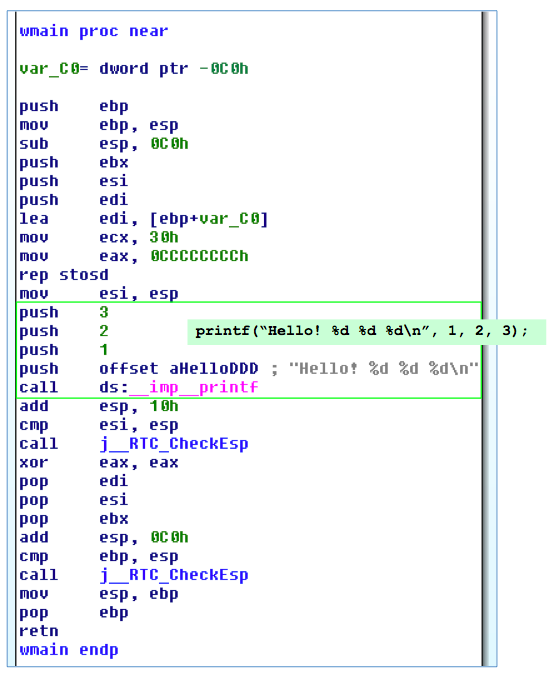 wmain proc near
var_C0= dword ptr -0C0h
push ebp
mov ebp, esp
sub esp, 0C0h
push ebx
push esi
push edi
lea edi, [ebp+var_C0]
mov ecx, 30h
mov eax, 0CCCCCCCCh
rep stosd
mov esi, esp
push 3
push 2 printf(“Hello! %d %d %d\n”, 1, 2, 3);
push 1
push offset aHelloDDD ; "Hello! %d %d %d\n"
call ds:__imp__printf
add esp, 10h
cmp esi, esp
call j__RTC_CheckEsp
xor eax, eax
pop edi
pop esi
pop ebx
add esp, 0C0h
cmp ebp, esp
call j__RTC_CheckEsp
mov esp, ebp
pop ebp
retn
wmain endp